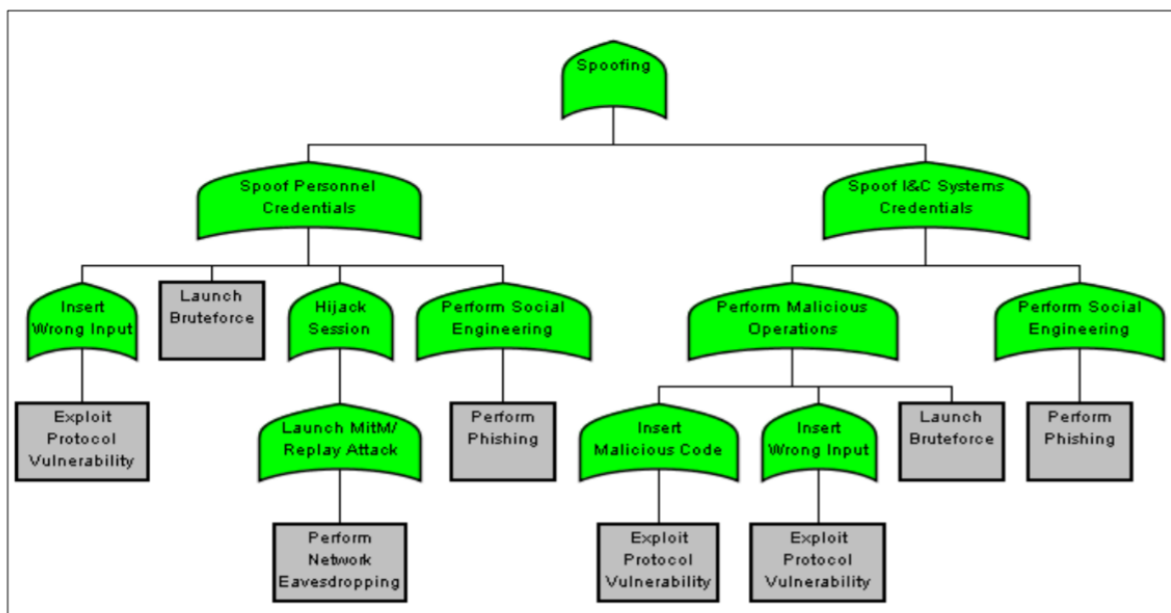 Spoofing
Spoof Personnel
Credentials
Spoof I&C Systems
Credentials
Insert
Wrong Input
Launch
Bruteforce
Hijack
Session
Perform Social
Engineering
Perform Malicious
Operations
Perform Social
Engineering
Exploit
Protocol
Vulnerability
Launch MitM/
Replay Attack
Perform
Phishing
Insert
Malicious Code
Insert
Wrong Input
Launch
Bruteforce
Perform
Phishing
Perform
Network
Eavesdropping
Exploit
Protocol
Vulnerability
Exploit
Protocol
Vulnerability